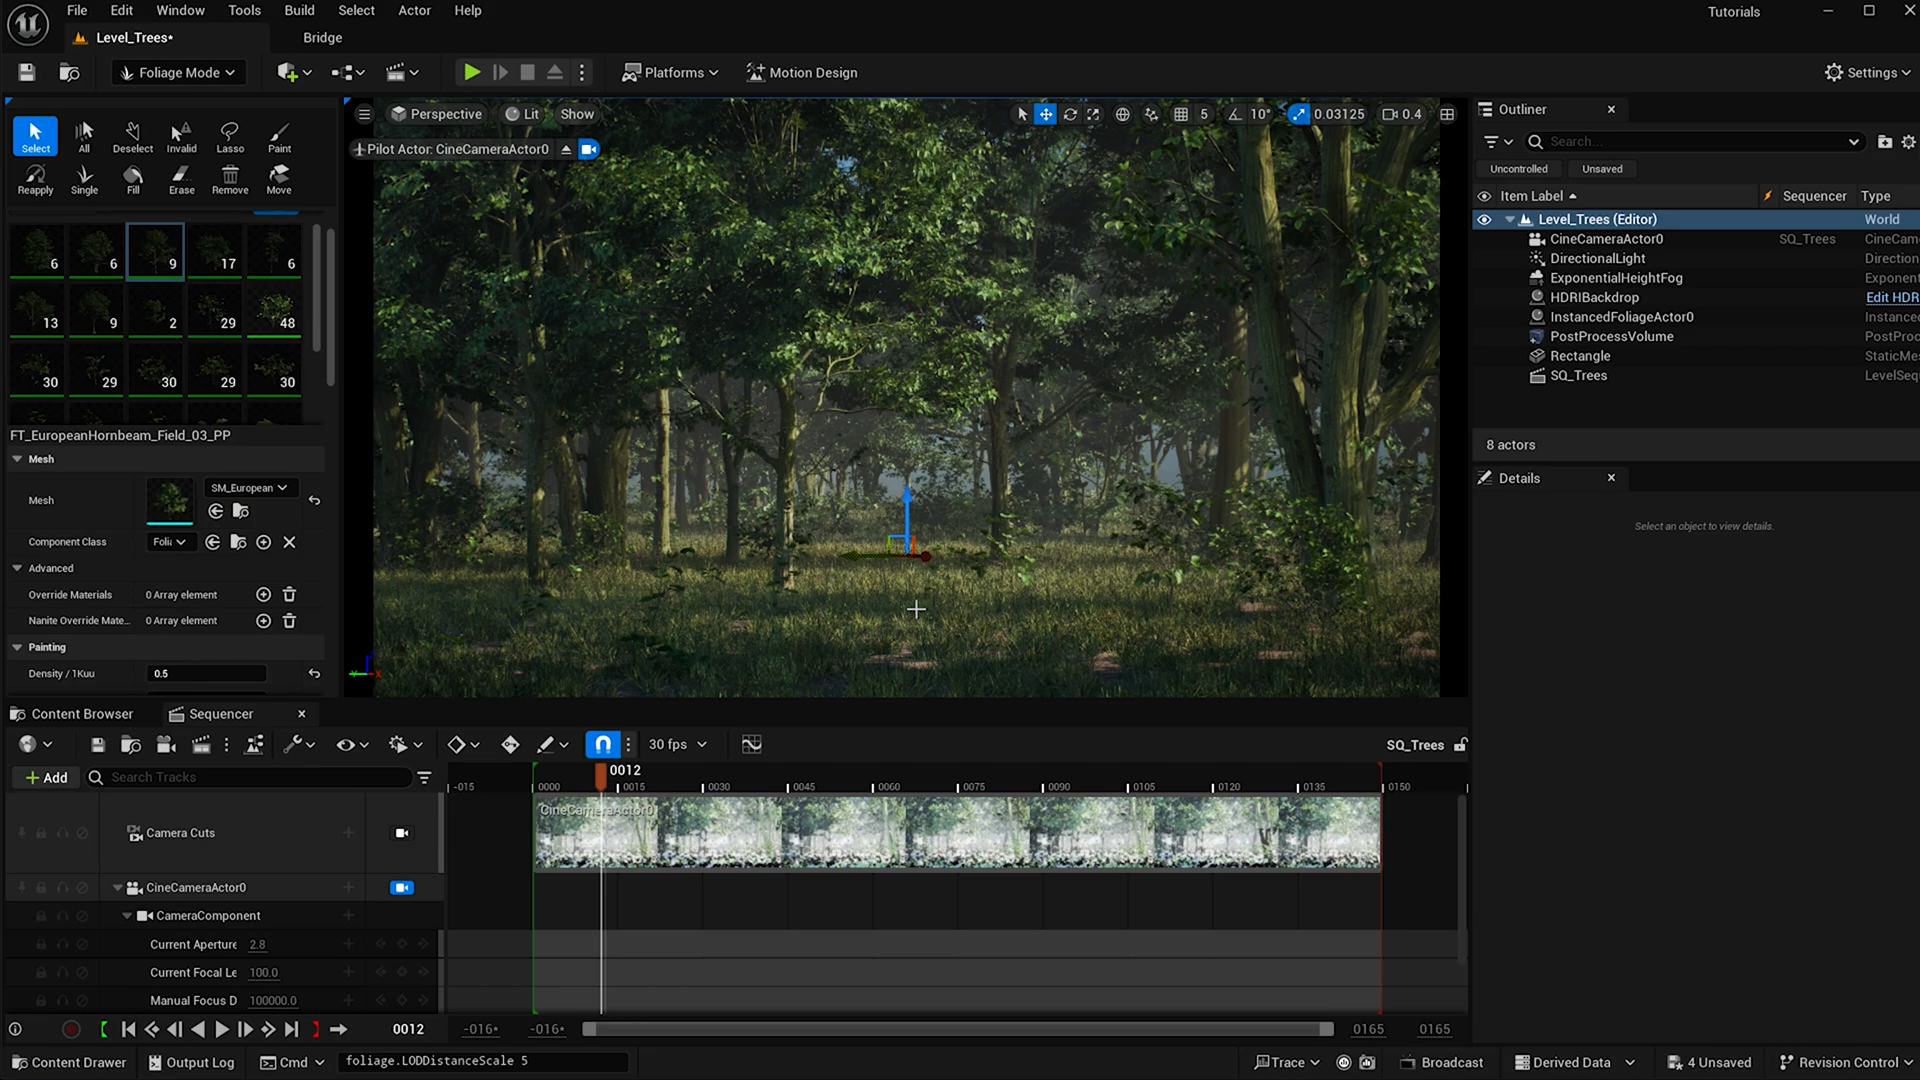 File Edit Window Tools Build Select Actor Help
Tutorials
Level_Trees*
Bridge
Foliage Mode
Platforms
Motion Design
Settings
Select All Deselect Invalid Lasso Paint
Reapply Single Fill Erase Remove Move
Perspective Lit Show
5 10° 0.03125 0.4
Pilot Actor: CineCameraActor0
6 6 9 17 6
13 9 2 29 48
30 29 30 29 30
FT_EuropeanHornbeam_Field_03_PP
Mesh
Mesh SM_European
Component Class Folia
Advanced
Override Materials 0 Array element
Nanite Override Mate... 0 Array element
Painting
Density / 1Kuu 0.5
Outliner
Search...
Uncontrolled Unsaved
Item Label Sequencer Type
Level_Trees (Editor) World
CineCameraActor0 SQ_Trees CineCam
DirectionalLight Direction
ExponentialHeightFog Exponent
HDRIBackdrop Edit HDR
InstancedFoliageActor0 Instanced
PostProcessVolume PostProc
Rectangle StaticMes
SQ_Trees LevelSeq
8 actors
Details
Select an object to view details.
Content Browser Sequencer
30 fps
SQ_Trees
Add Search Tracks
0012
-015 0000 0015 0030 0045 0060 0075 0090 0105 0120 0135 0150
CineCameraActor0
Camera Cuts
CineCameraActor0
CameraComponent
Current Aperture 2.8
Current Focal Le 100.0
Manual Focus D 100000.0
0012 -016* -016* 0165 0165
Content Drawer Output Log Cmd foliage.LODDistanceScale 5 Trace Broadcast Derived Data 4 Unsaved Revision Control